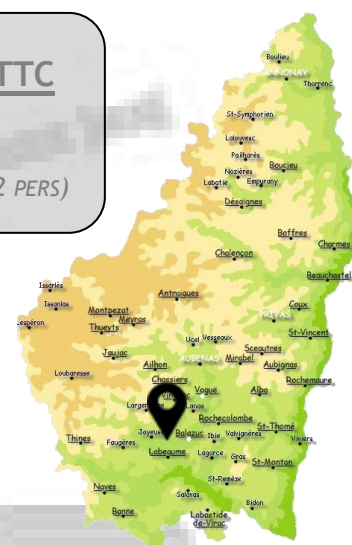 TTC
2 PERS)
Boulieu
ANNONAY
Thorrenc
St-Symphorien
Lalouvesc
Pailharès
Nozières
Boucieu
Labatie
Empurany
Désaignes
Boffres
Charmes
Chalençon
Beauchastel
Issarlès
Antraigues
Issanlas
Coux
Montpezat
PRIVAS
Lespéron
Meyras
Thueyts
St-Vincent
Ucel
Vesseaux
Sceautres
Jaujac
AUBENAS
Mirabel
Ailhon
Aubignas
Loubaresse
Chassiers
Rochemaure
Vogüé
Alba
Lanas
Rochecolombe
St-Thomé
Joyeuse
Balazuc
Ibie
Valvignères
Thines
Faugères
Viviers
Labeaume
Lagorce
Gras
St-Montan
St-Remèze
Naves
Salavas
Bidon
Banne
Labastide
de-Virac